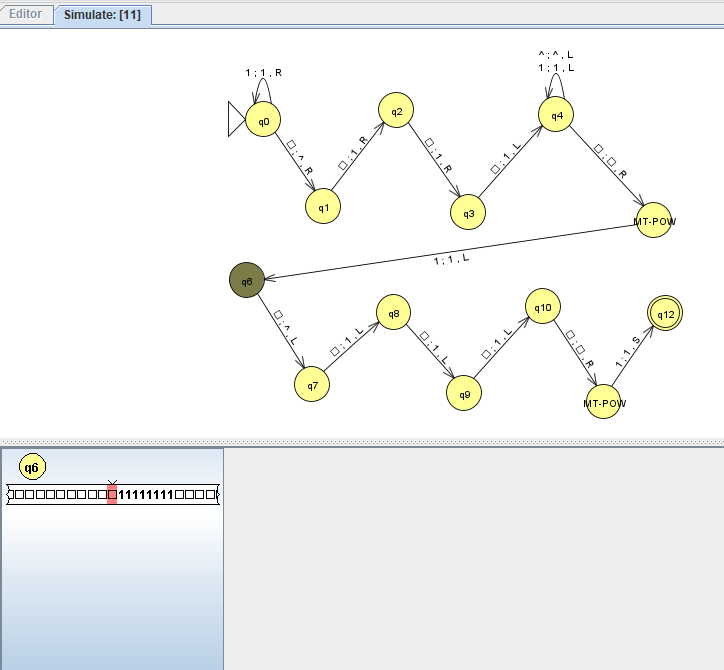 Editor
Simulate: [11]
^ ; ^ , L
1 ; 1 , R
1 ; 1 , L
q0
q2
q4
□ ; ^ , R
□ ; 1 , R
□ ; 1 , R
□ ; 1 , L
□ ; □ , R
q1
q3
MT-POW
1 ; 1 , L
q6
q8
q10
q12
□ ; ^ , L
□ ; 1 , L
□ ; 1 , L
□ ; 1 , L
□ ; □ , R
1 ; 1 , S
q7
q9
MT-POW
q6
□□□□□□□□□□□11111111□□□□□